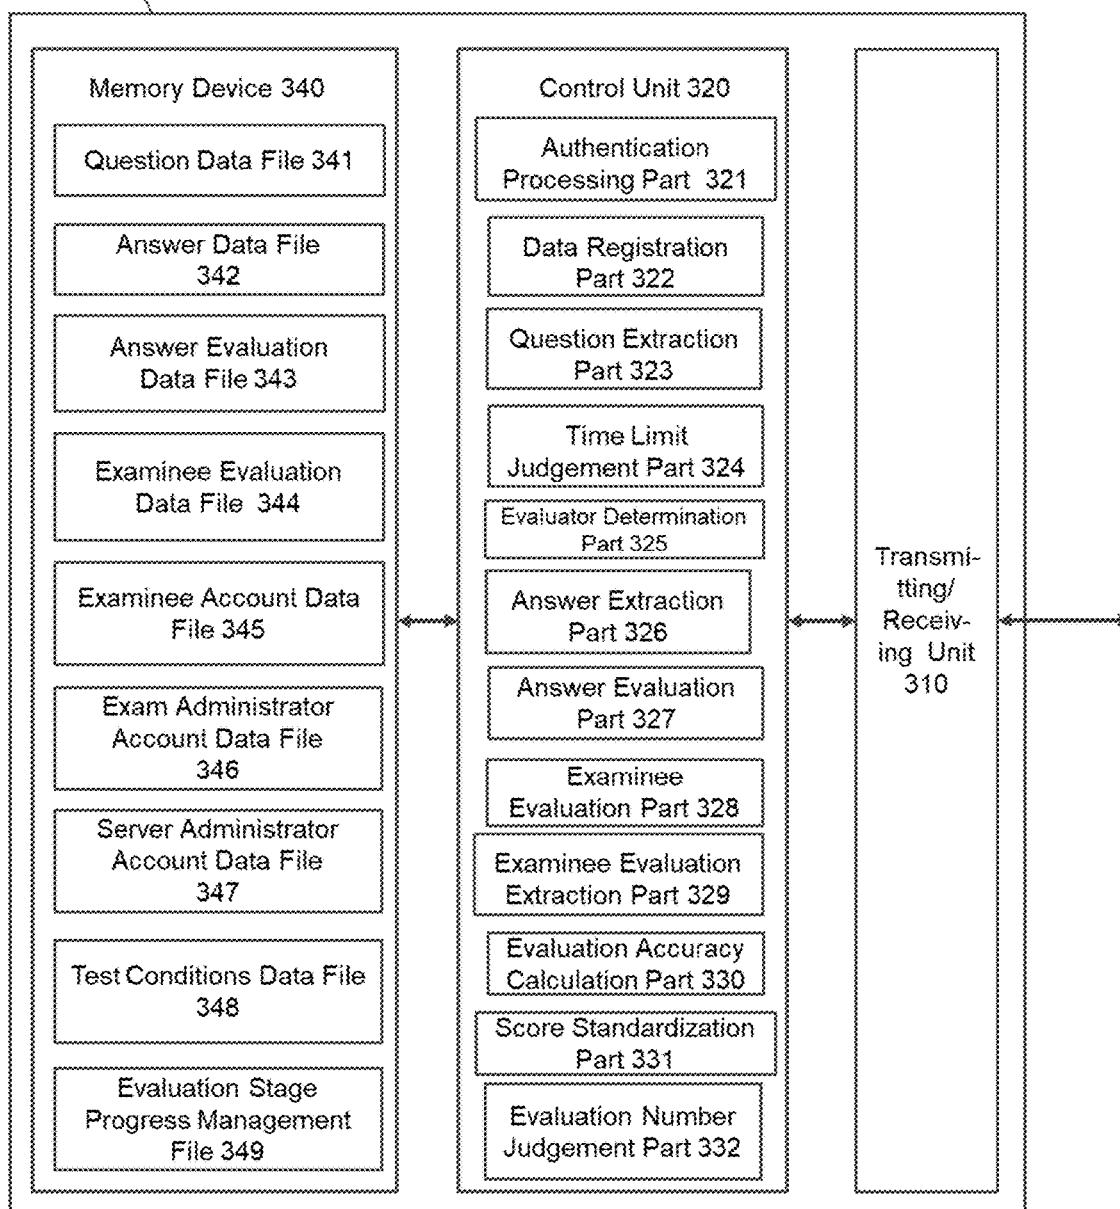 Memory Device 340
Question Data File 341
Answer Data File
342
Answer Evaluation
Data File 343
Examinee Evaluation
Data File 344
Examinee Account Data
File 345
Exam Administrator
Account Data File
346
Server Administrator
Account Data File
347
Test Conditions Data File
348
Evaluation Stage
Progress Management
File 349
Control Unit 320
Authentication
Processing Part 321
Data Registration
Part 322
Question Extraction
Part 323
Time Limit
Judgement Part 324
Evaluator Determination
Part 325
Answer Extraction
Part 326
Answer Evaluation
Part 327
Examinee
Evaluation Part 328
Examinee Evaluation
Extraction Part 329
Evaluation Accuracy
Calculation Part 330
Score Standardization
Part 331
Evaluation Number
Judgement Part 332
Transmi-
tting/
Receiv-
ing Unit
310